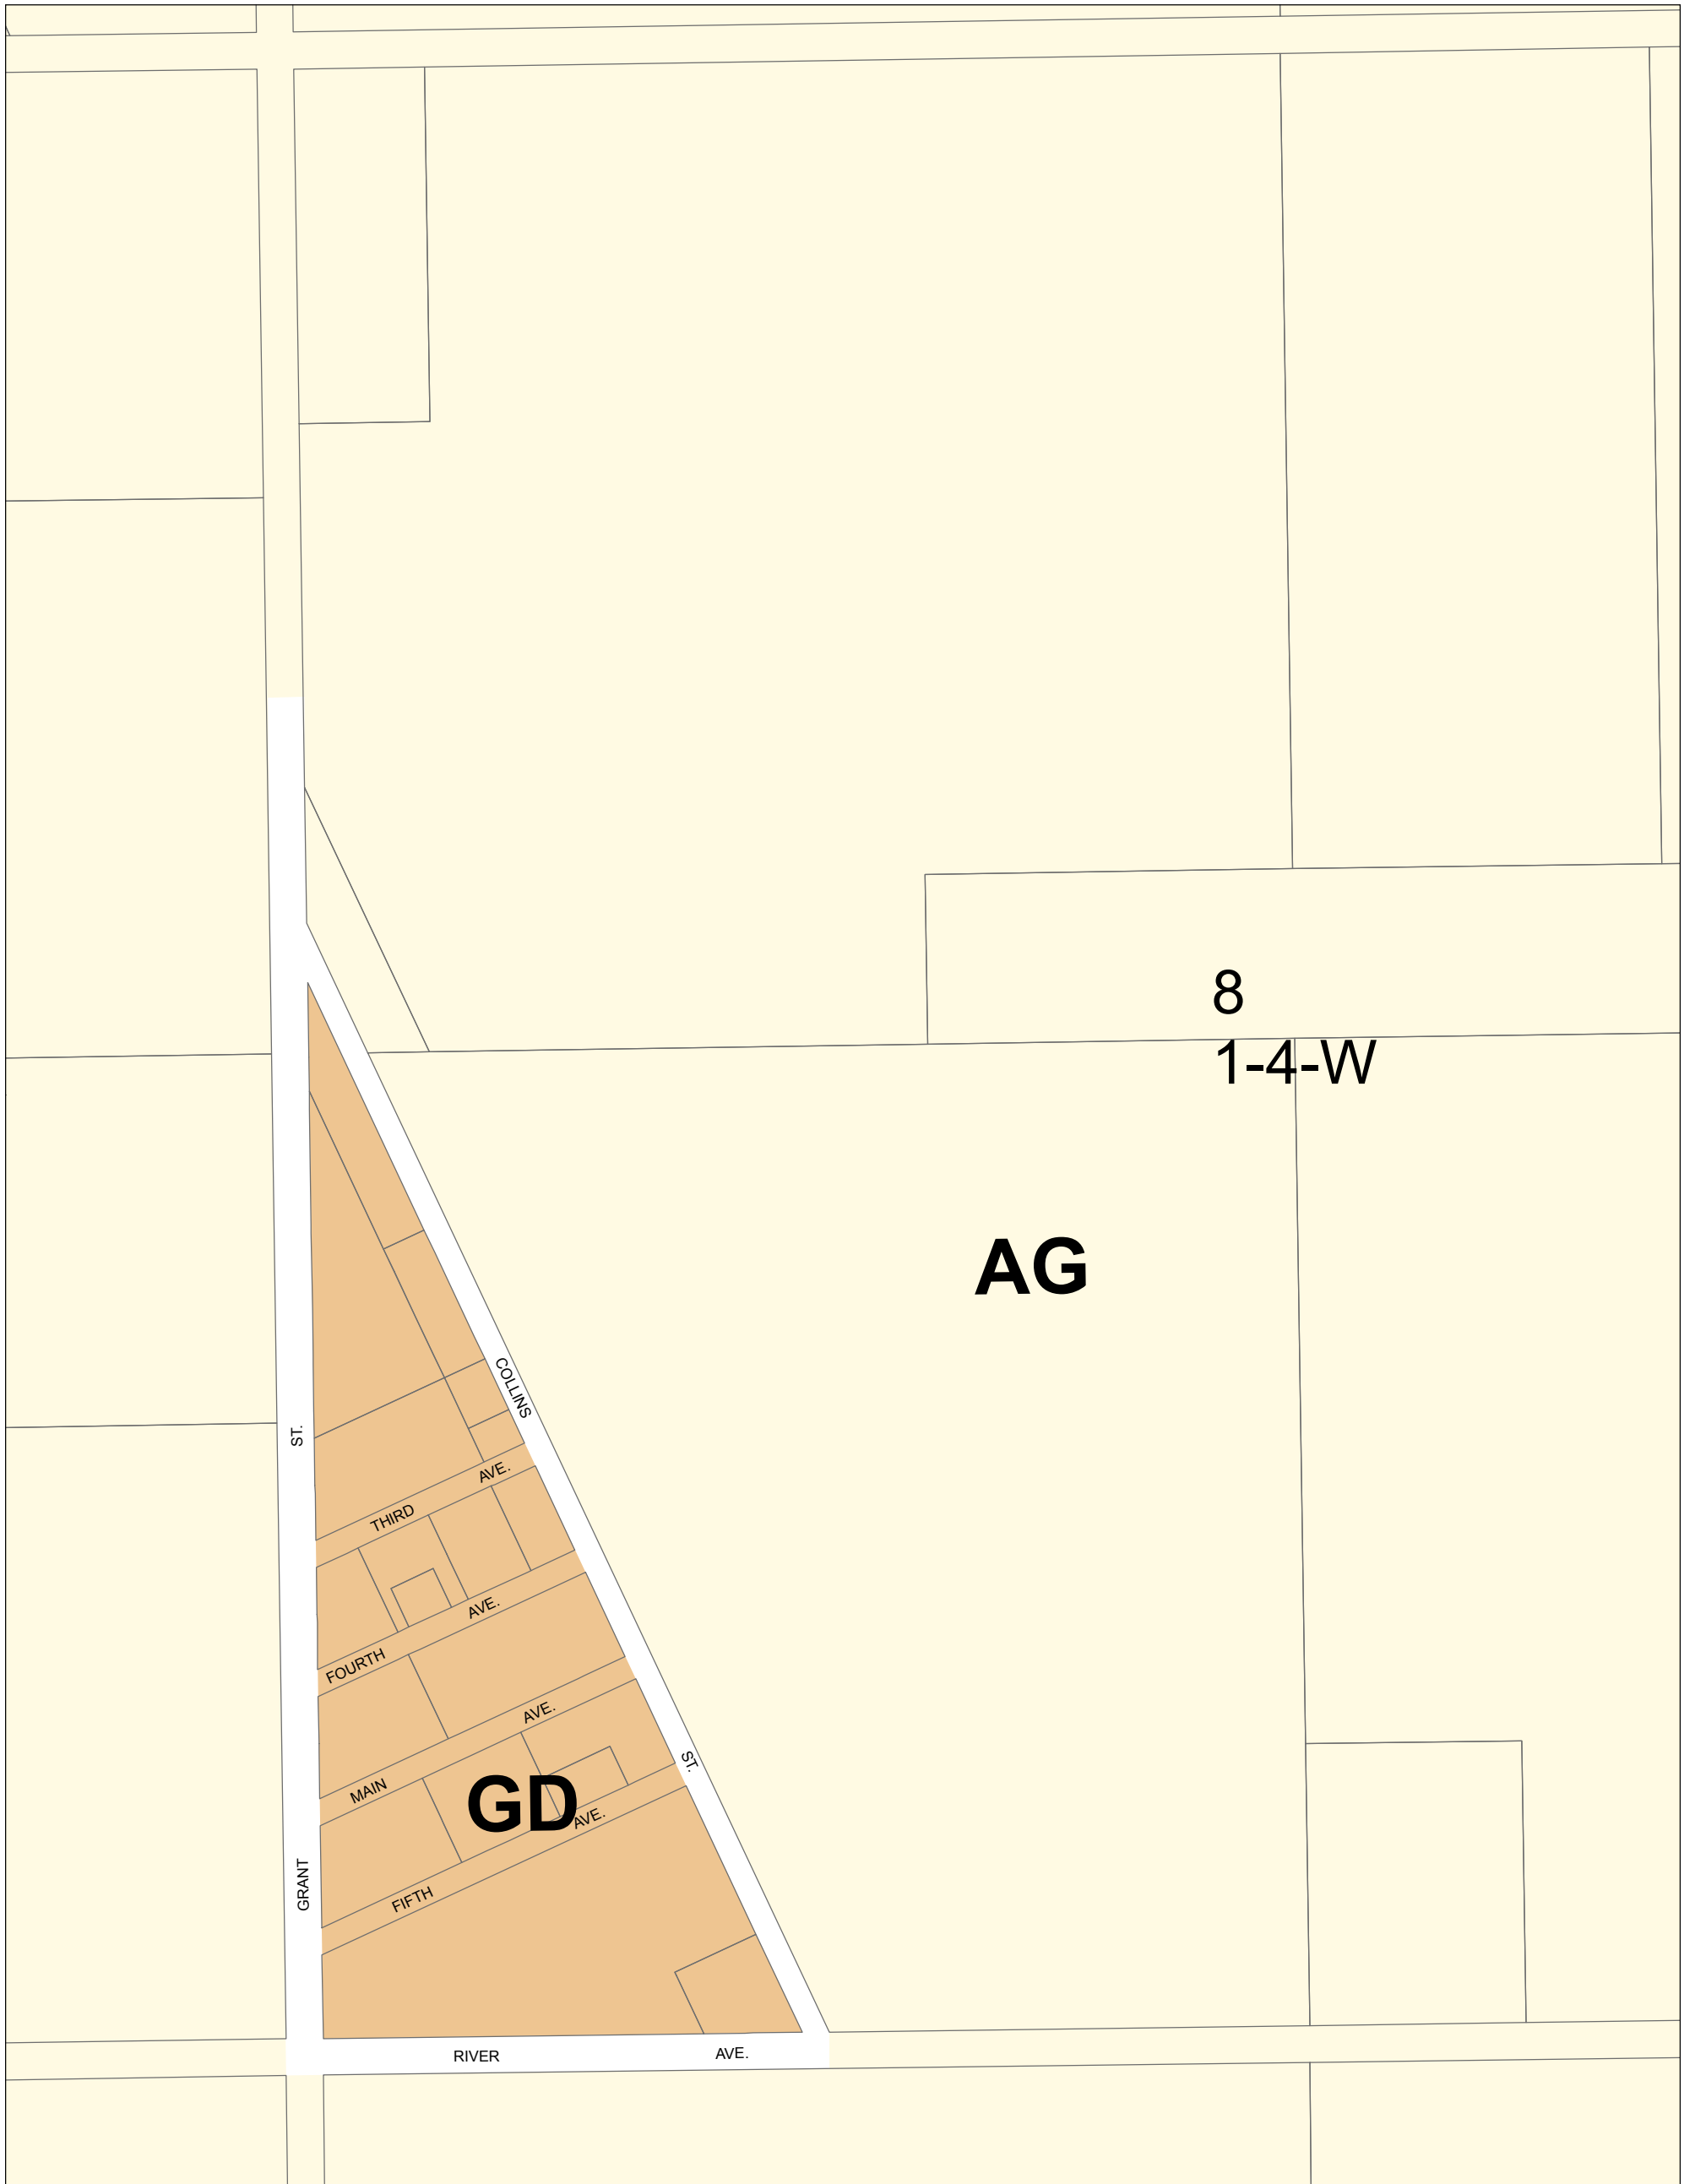 8
1-4-W
AG
COLLINS ST.
GRANT ST.
THIRD AVE.
FOURTH AVE.
MAIN AVE.
GD
FIFTH AVE.
RIVER AVE.